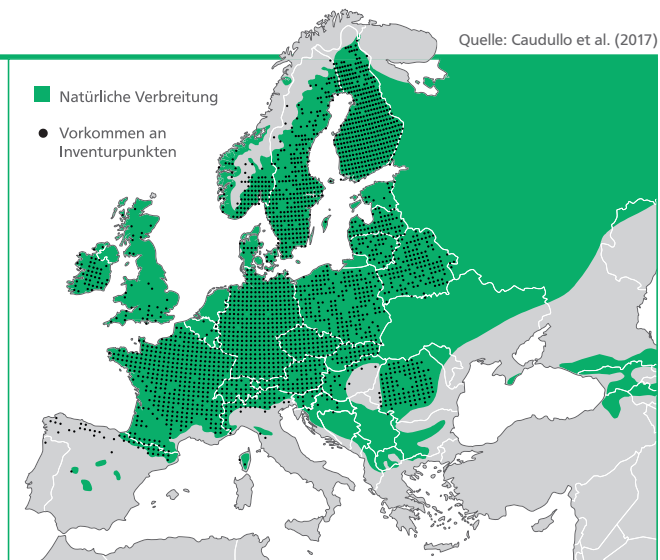 Quelle: Caudullo et al. (2017)
Natürliche Verbreitung
Vorkommen an
Inventurpunkten